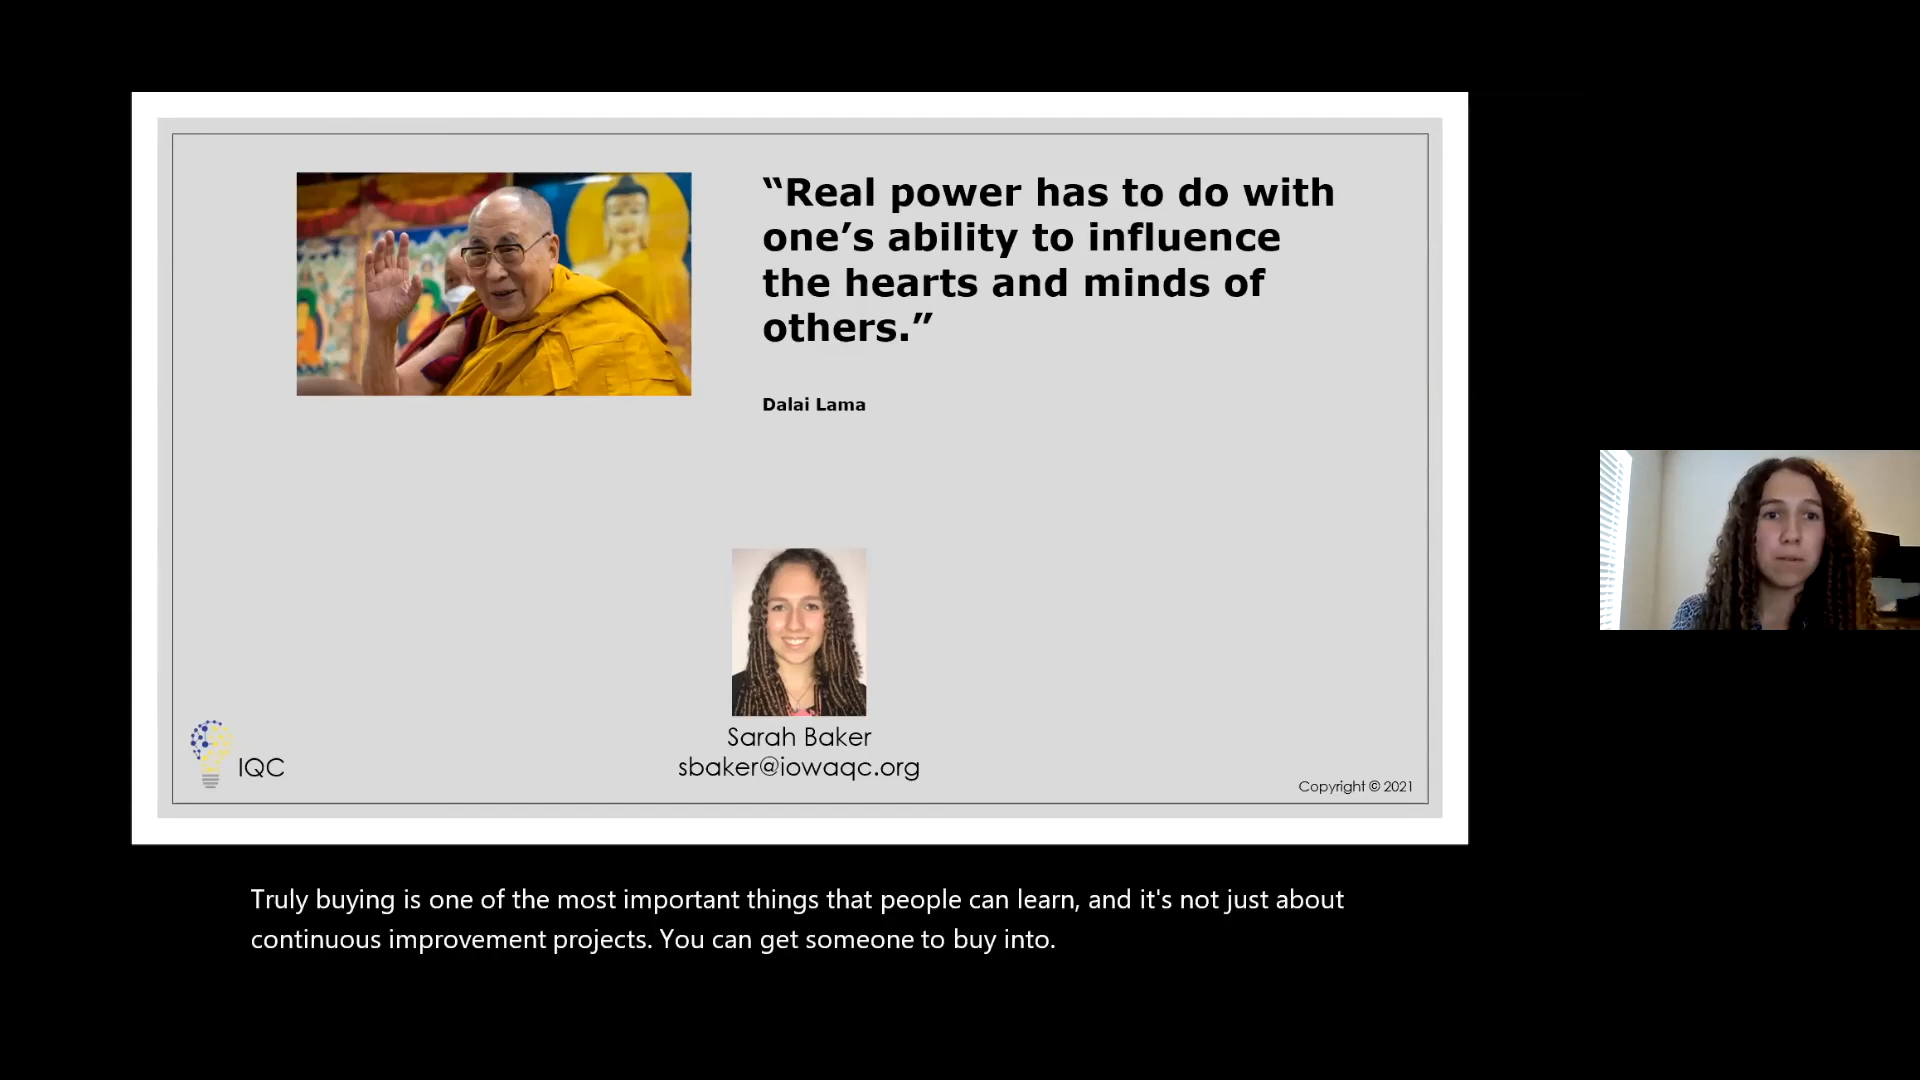 “Real power has to do with
one’s ability to influence
the hearts and minds of
others.”
Dalai Lama
Sarah Baker
sbaker@iowaqc.org
IQC
Copyright © 2021
Truly buying is one of the most important things that people can learn, and it's not just about
continuous improvement projects. You can get someone to buy into.